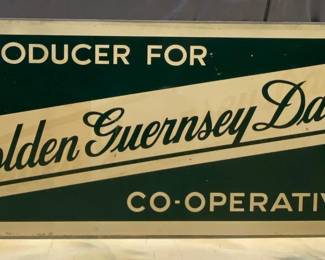 ODUCER FOR
olden Guernsey Da
CO-OPERATIV